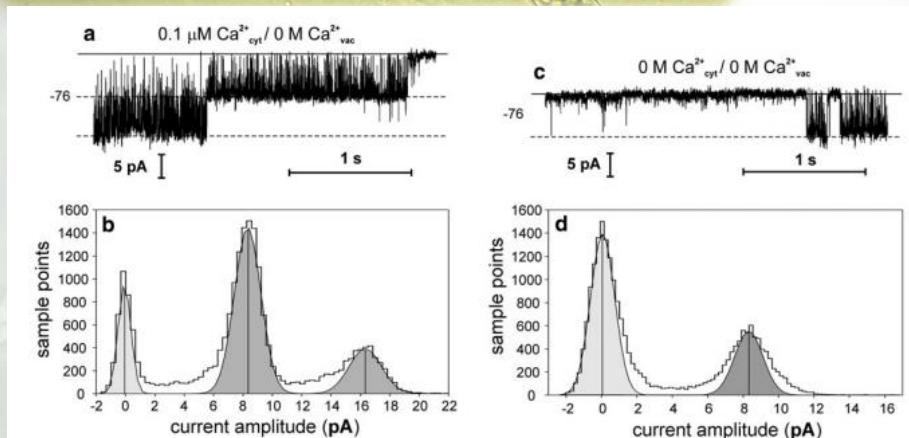 a
0.1 µM Ca²⁺cyt / 0 M Ca²⁺vac
-76
5 pA
1 s
c
0 M Ca²⁺cyt / 0 M Ca²⁺vac
-76
5 pA
1 s
b
1600
1400
1200
1000
800
600
400
200
0
sample points
-2 0 2 4 6 8 10 12 14 16 18 20 22
current amplitude (pA)
d
1600
1400
1200
1000
800
600
400
200
0
sample points
-2 0 2 4 6 8 10 12 14 16
current amplitude (pA)